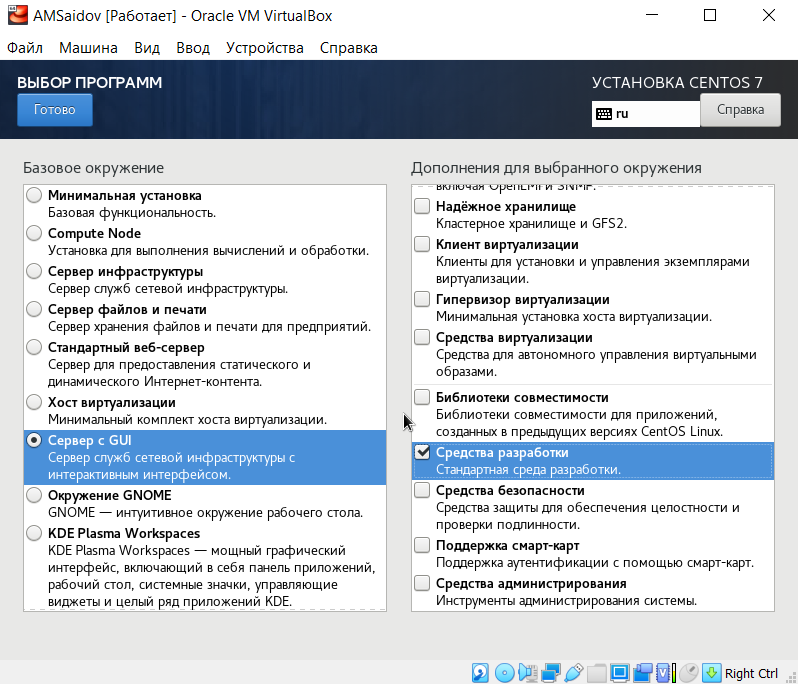 AMSaidov [Работает] - Oracle VM VirtualBox
Файл Машина Вид Ввод Устройства Справка
ВЫБОР ПРОГРАММ
Готово
УСТАНОВКА CENTOS 7
ru
Справка
Базовое окружение
Минимальная установка
Базовая функциональность.
Compute Node
Установка для выполнения вычислений и обработки.
Сервер инфраструктуры
Сервер служб сетевой инфраструктуры.
Сервер файлов и печати
Сервер хранения файлов и печати для предприятий.
Стандартный веб-сервер
Сервер для предоставления статического и
динамического Интернет-контента.
Хост виртуализации
Минимальный комплект хоста виртуализации.
Сервер с GUI
Сервер служб сетевой инфраструктуры с
интерактивным интерфейсом.
Окружение GNOME
GNOME — интуитивное окружение рабочего стола.
KDE Plasma Workspaces
KDE Plasma Workspaces — мощный графический
интерфейс, включающий в себя панель приложений,
рабочий стол, системные значки, управляющие
виджеты и целый ряд приложений KDE.
Дополнения для выбранного окружения
включая OpenLMI и SNMP.
Надёжное хранилище
Кластерное хранилище и GFS2.
Клиент виртуализации
Клиенты для установки и управления экземплярами
виртуализации.
Гипервизор виртуализации
Минимальная установка хоста виртуализации.
Средства виртуализации
Средства для автономного управления виртуальными
образами.
Библиотеки совместимости
Библиотеки совместимости для приложений,
созданных в предыдущих версиях CentOS Linux.
Средства разработки
Стандартная среда разработки.
Средства безопасности
Средства защиты для обеспечения целостности и
проверки подлинности.
Поддержка смарт-карт
Поддержка аутентификации с помощью смарт-карт.
Средства администрирования
Инструменты администрирования системы.
Right Ctrl